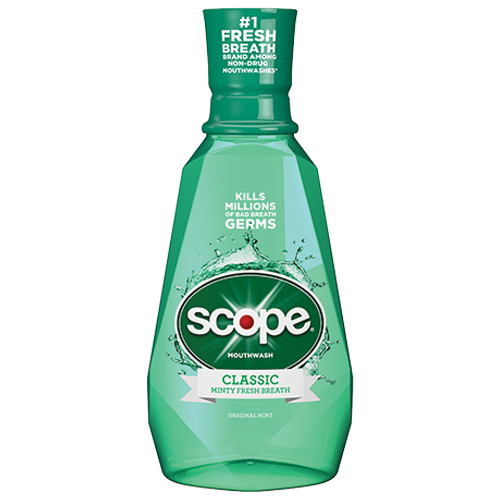 #1
FRESH
BREATH
BRAND AMONG
NON-DRUG
MOUTHWASHES*
KILLS
MILLIONS
OF BAD BREATH
GERMS
scope®
MOUTHWASH
CLASSIC
MINTY FRESH BREATH
ORIGINAL MINT